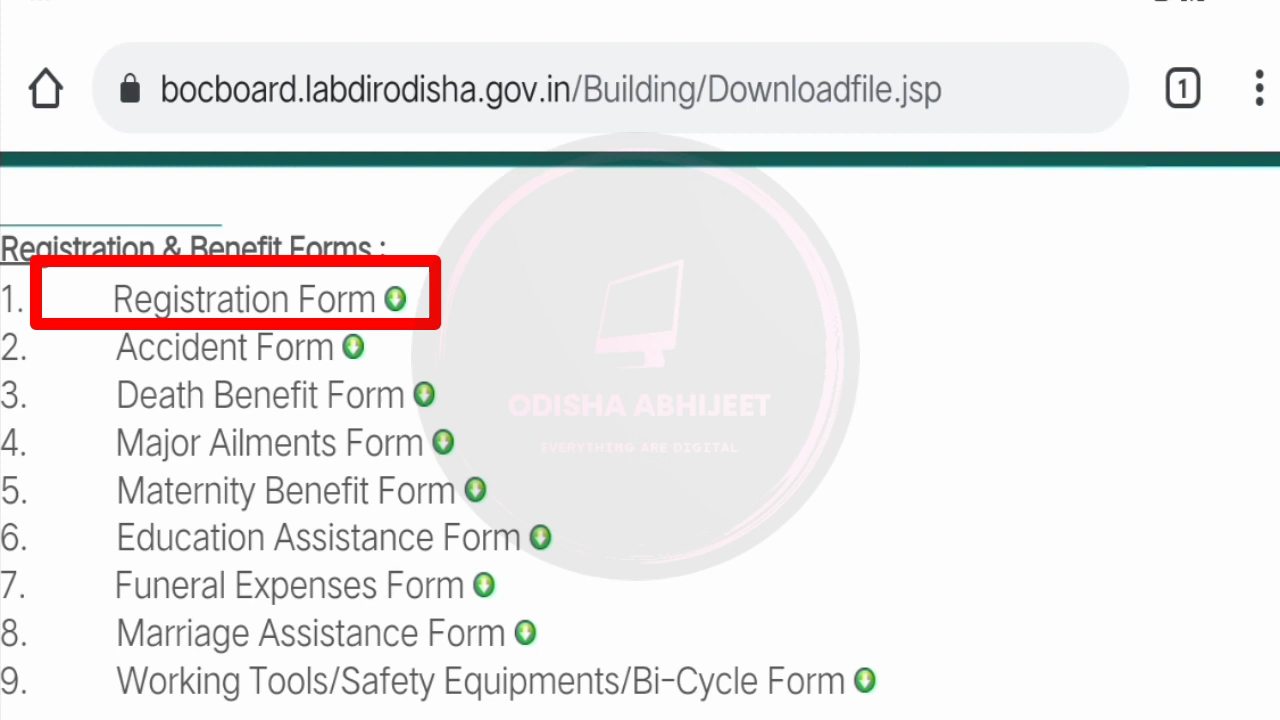 bocboard.labdirodisha.gov.in/Building/Downloadfile.jsp
1
Registration & Benefit Forms :
1. Registration Form
2. Accident Form
3. Death Benefit Form
4. Major Ailments Form
5. Maternity Benefit Form
6. Education Assistance Form
7. Funeral Expenses Form
8. Marriage Assistance Form
9. Working Tools/Safety Equipments/Bi-Cycle Form
ODISHA ABHIJEET
EVERYTHING ARE DIGITAL